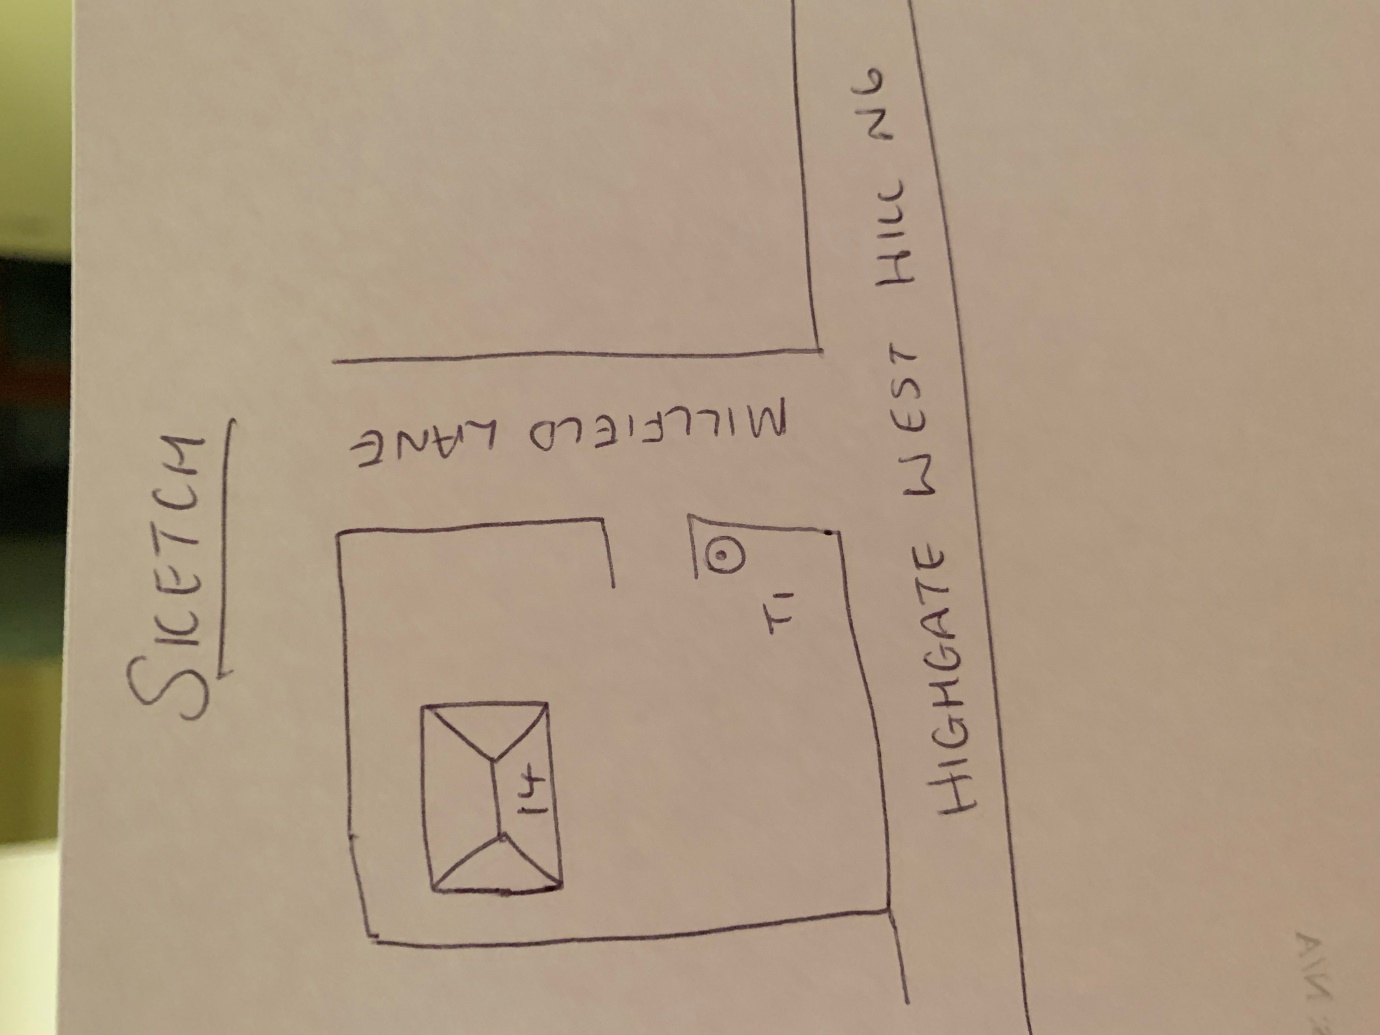 SKETCH
MILLFIELD LANE
HIGHGATE WEST HILL N6
T1
14